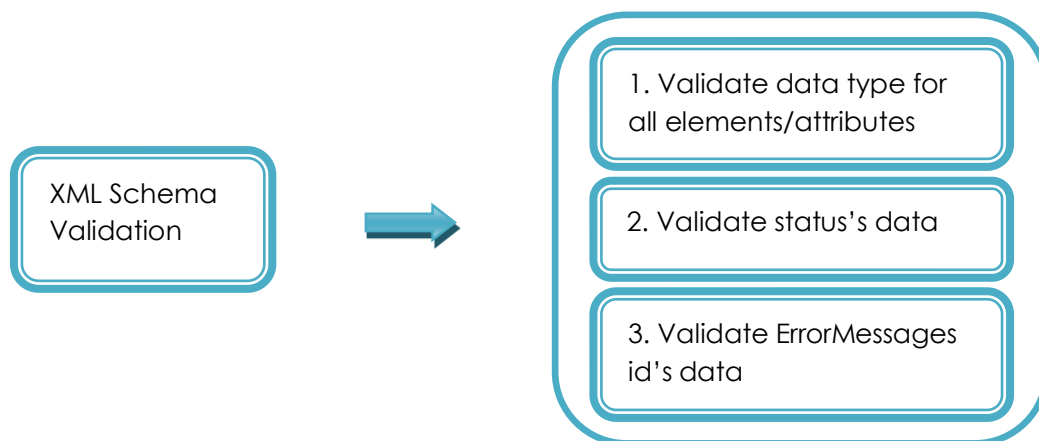 XML Schema
Validation
1. Validate data type for
all elements/attributes
2. Validate status’s data
3. Validate ErrorMessages
id’s data